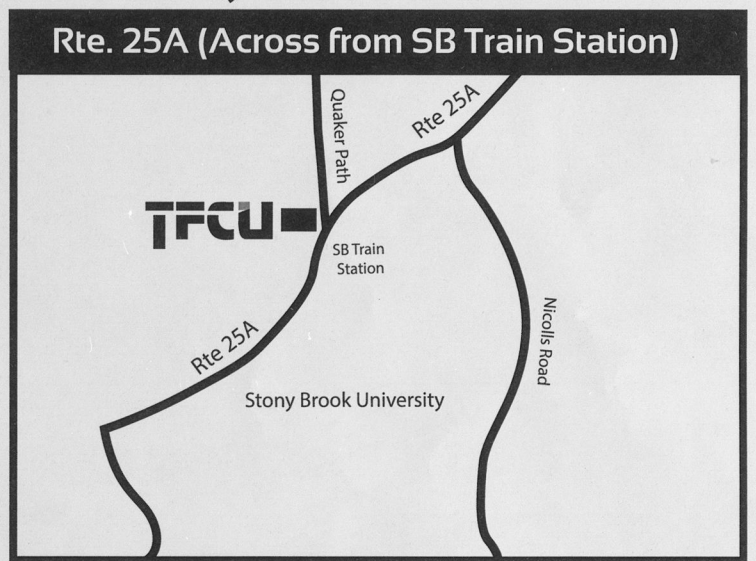 Rte. 25A (Across from SB Train Station)
Quaker Path
Rte 25A
TFCU
SB Train
Station
Nicolls Road
Rte 25A
Stony Brook University